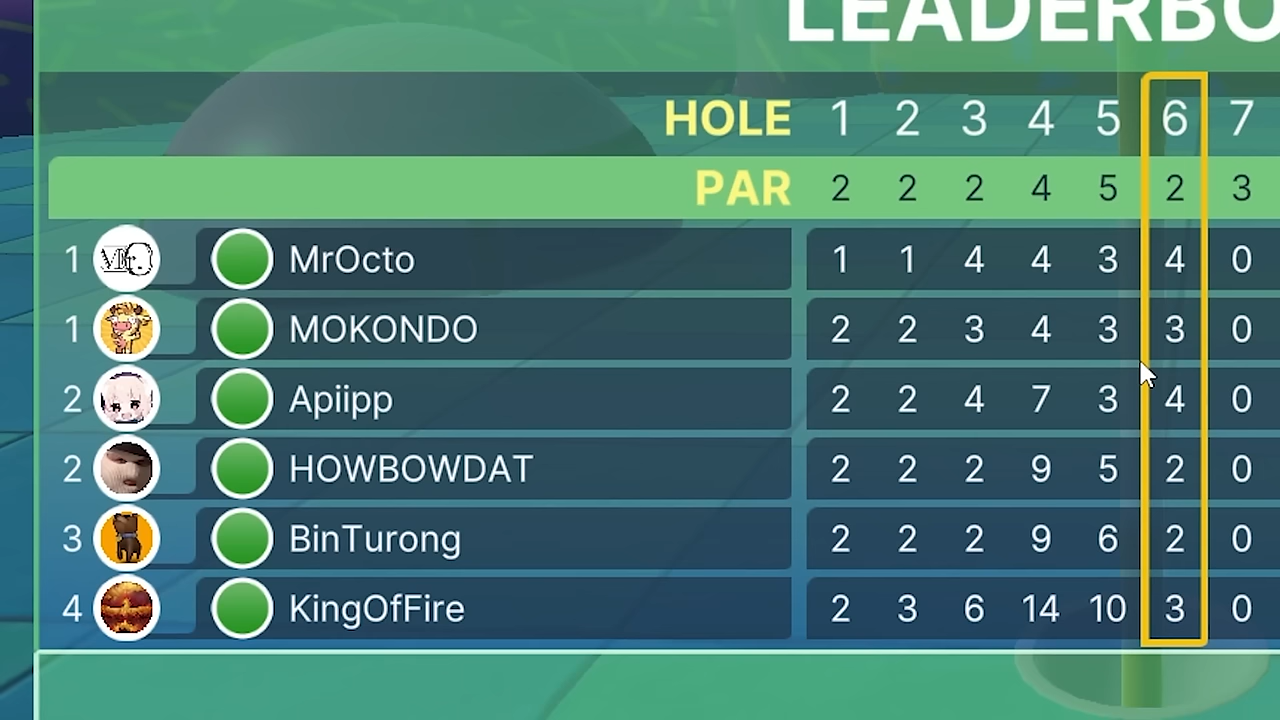 LEADERBO
HOLE 1 2 3 4 5 6 7
PAR 2 2 2 4 5 2 3
1 MrOcto 1 1 4 4 3 4 0
1 MOKONDO 2 2 3 4 3 3 0
2 Apiipp 2 2 4 7 3 4 0
2 HOWBOWDAT 2 2 2 9 5 2 0
3 BinTurong 2 2 2 9 6 2 0
4 KingOfFire 2 3 6 14 10 3 0